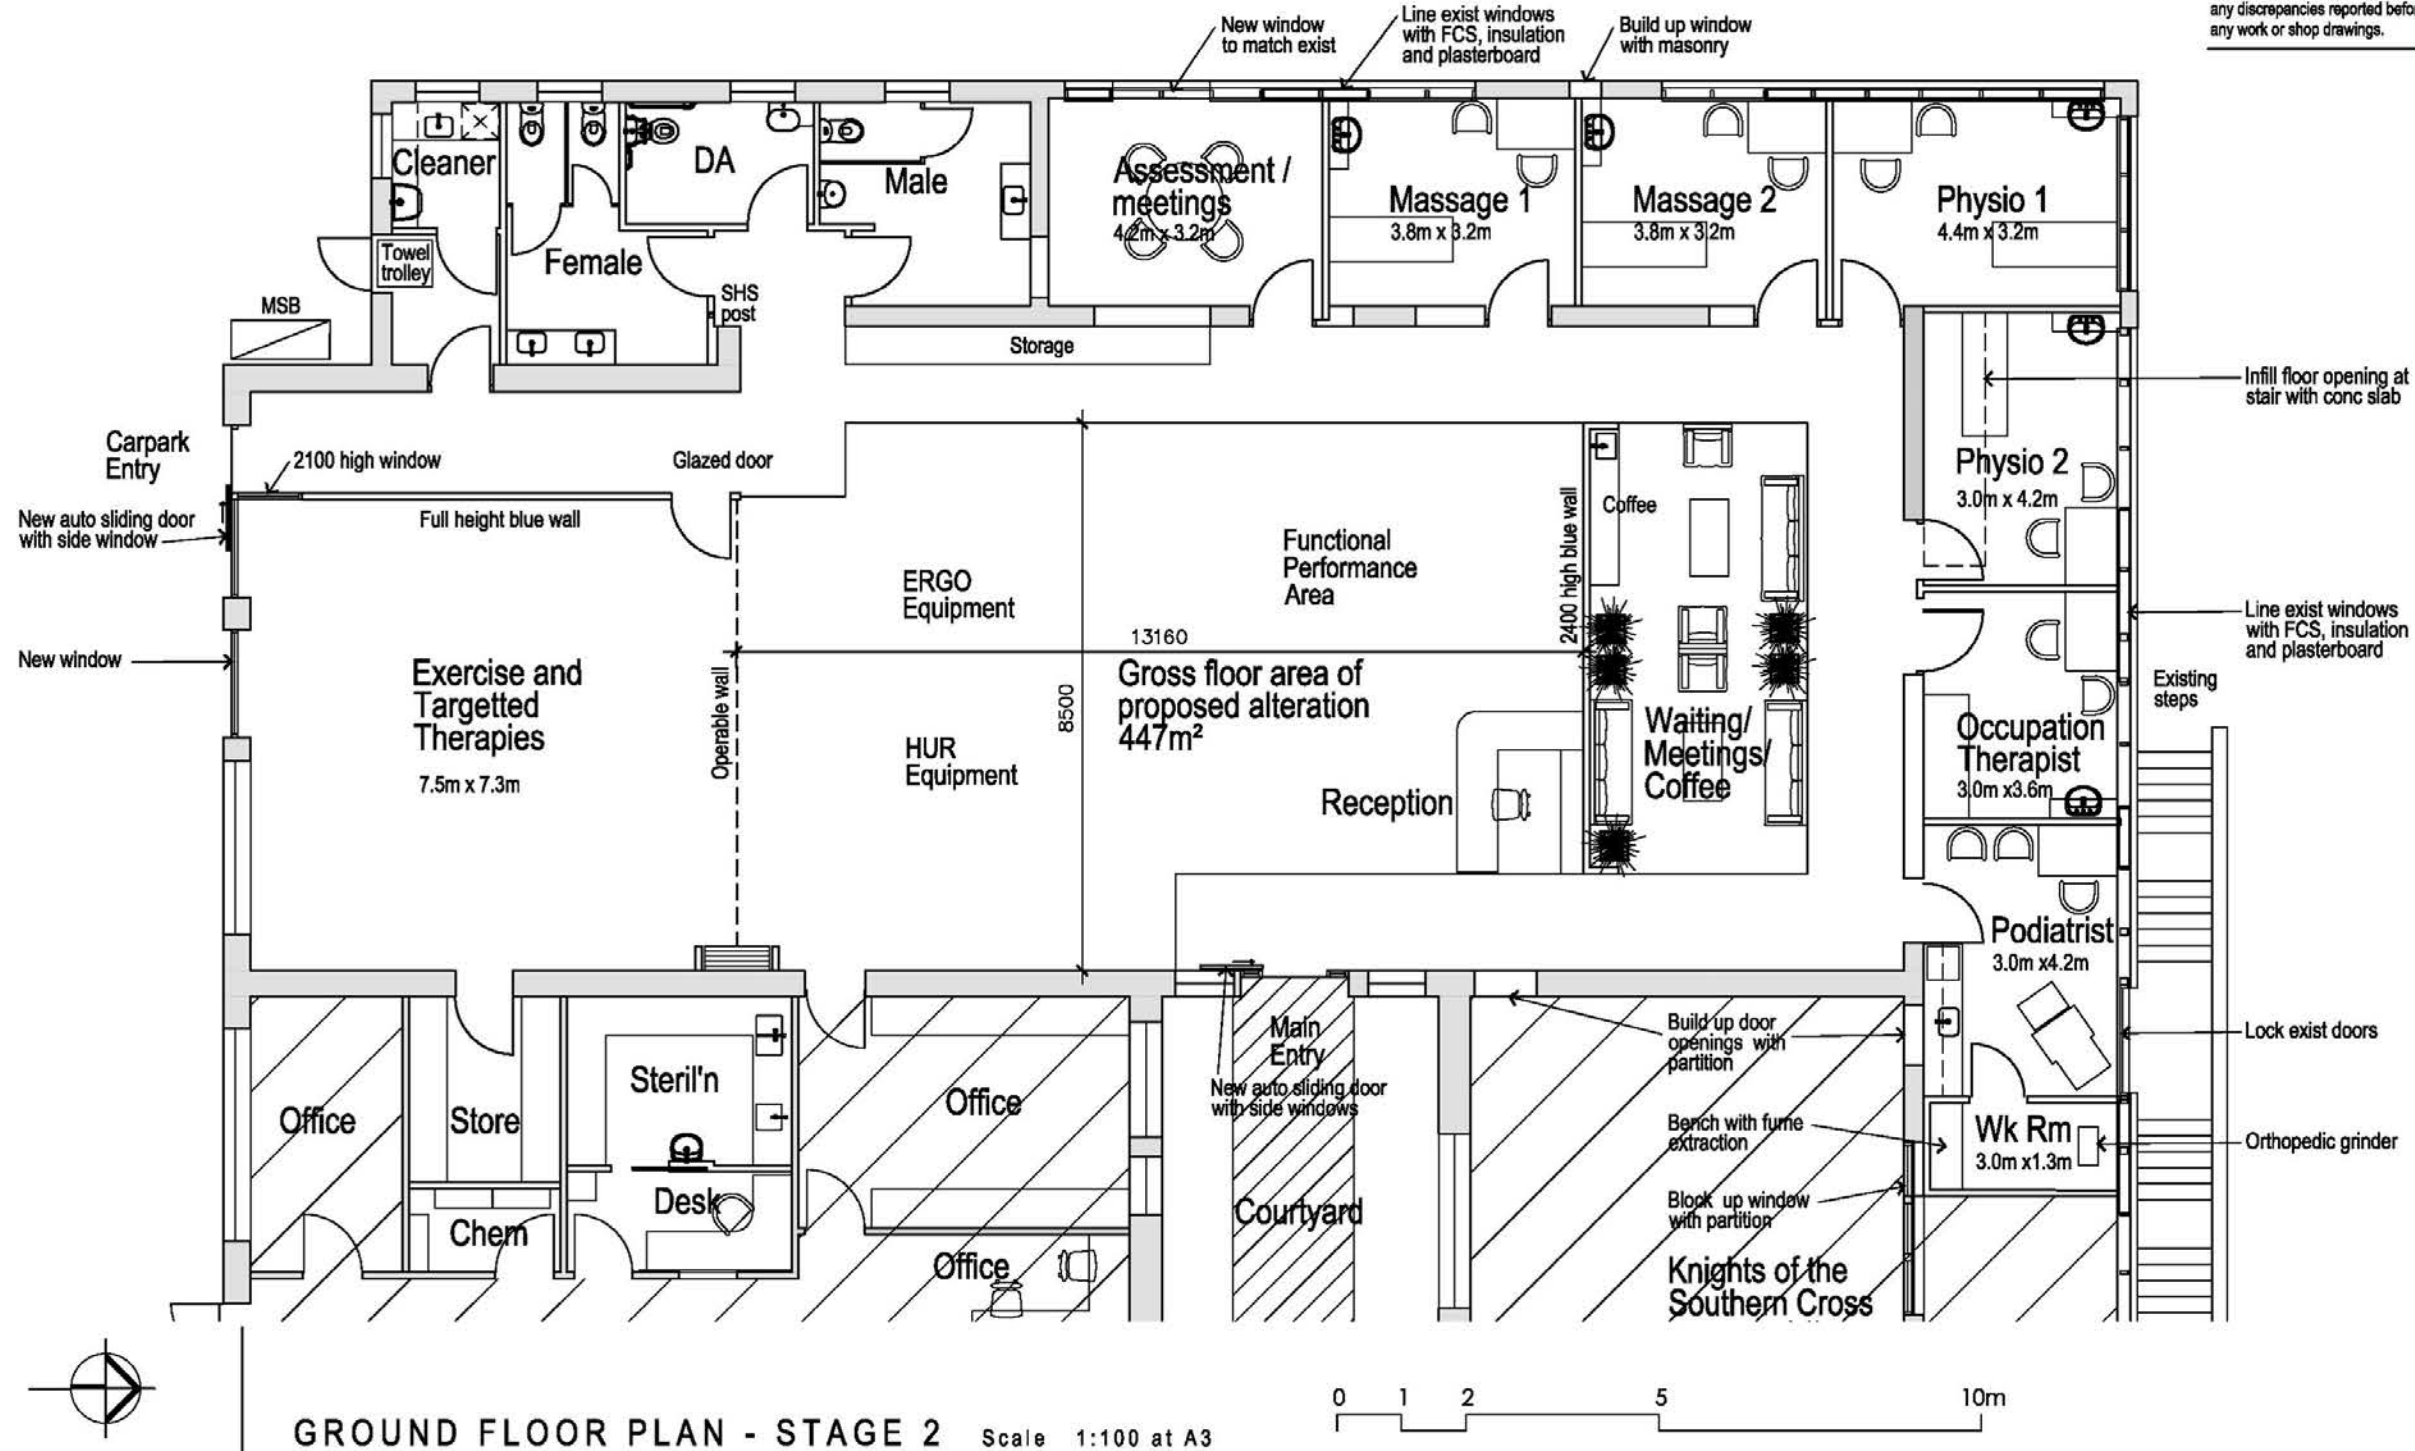 any discrepancies reported
any work or shop drawings.
New window
to match exist
Line exist windows
with FCS, insulation
and plasterboard
Build up window
with masonry
Cleaner
DA
Male
Assessment /
meetings
4.2m x 3.2m
Massage 1
3.8m x 3.2m
Massage 2
3.8m x 3.2m
Physio 1
4.4m x 3.2m
Towel
trolley
Female
MSB
SHS
post
Storage
Infill floor opening at
stair with conc slab
Carpark
Entry
2100 high window
Glazed door
Physio 2
3.0m x 4.2m
New auto sliding door
with side window
Full height blue wall
Coffee
2400 high blue wall
Functional
Performance
Area
ERGO
Equipment
Line exist windows
with FCS, insulation
and plasterboard
New window
13160
Exercise and
Targetted
Therapies
7.5m x 7.3m
Operable wall
8500
Gross floor area of
proposed alteration
447m²
Existing
steps
HUR
Equipment
Waiting/
Meetings/
Coffee
Occupation
Therapist
3.0m x3.6m
Reception
Podiatrist
3.0m x4.2m
Main
Entry
New auto sliding door
with side windows
Build up door
openings with
partition
Lock exist doors
Office
Store
Steril'n
Office
Bench with fume
extraction
Wk Rm
3.0m x1.3m
Orthopedic grinder
Chem
Desk
Courtyard
Block up window
with partition
Office
Knights of the
Southern Cross
0 1 2 5 10m
GROUND FLOOR PLAN - STAGE 2 Scale 1:100 at A3